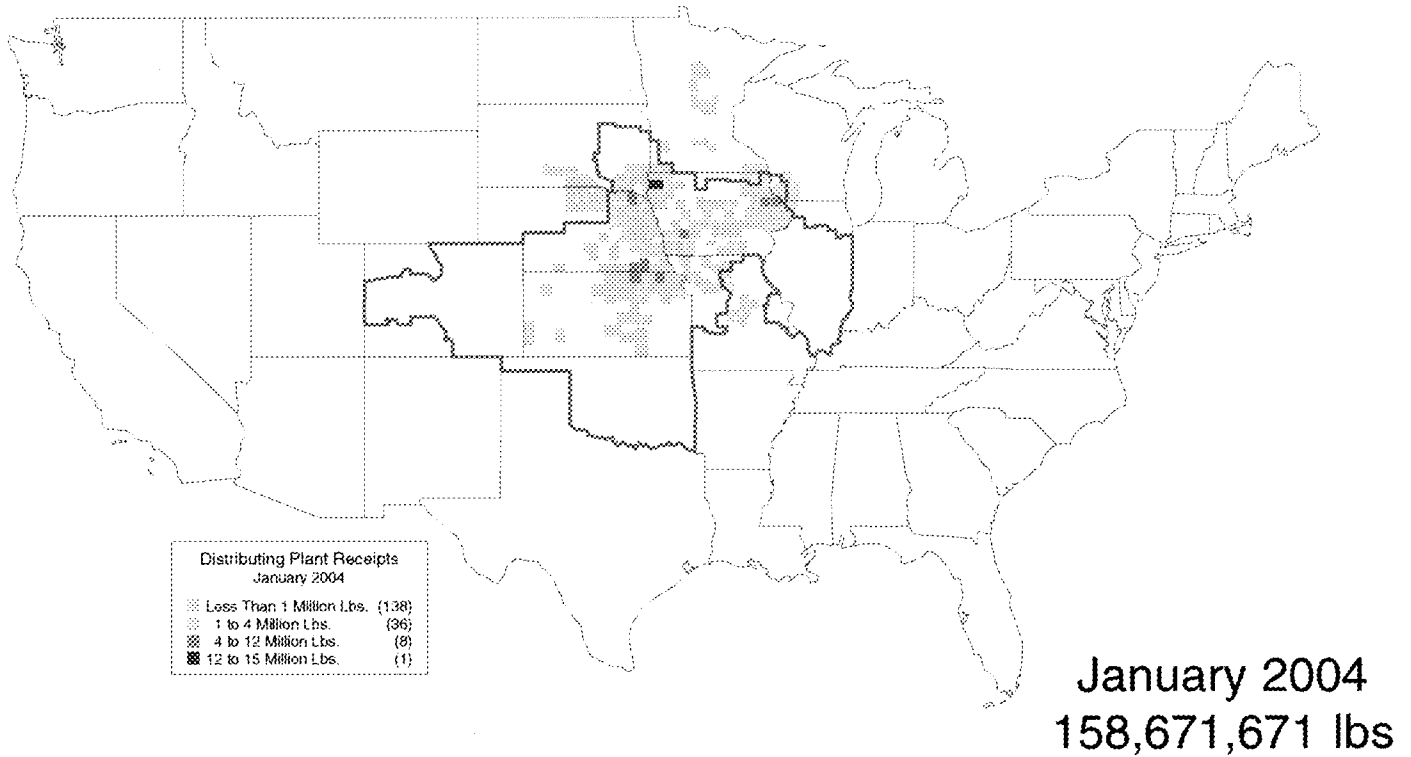 Distributing Plant Receipts
January 2004
Less Than 1 Million Lbs. (138)
1 to 4 Million Lbs. (36)
4 to 12 Million Lbs. (8)
12 to 15 Million Lbs. (1)
January 2004
158,671,671 lbs